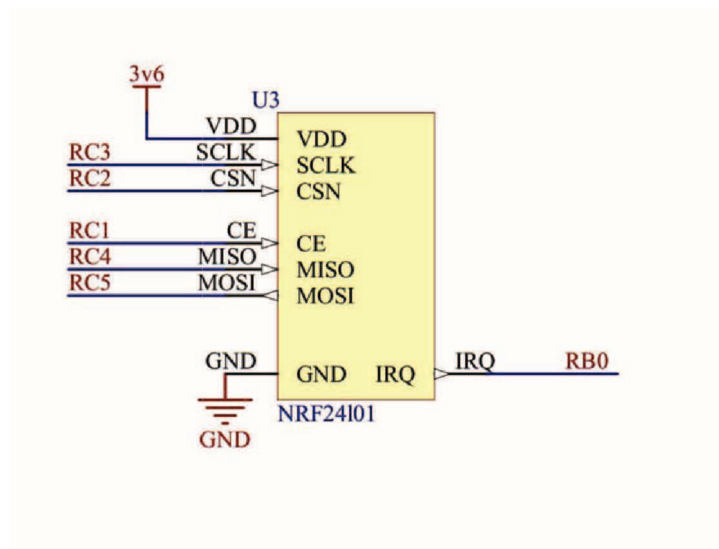 3v6
U3
VDD
VDD
RC3 SCLK
SCLK
RC2 CSN
CSN
RC1 CE
CE
RC4 MISO
MISO
RC5 MOSI
MOSI
GND
GND IRQ
IRQ RB0
NRF24l01
GND